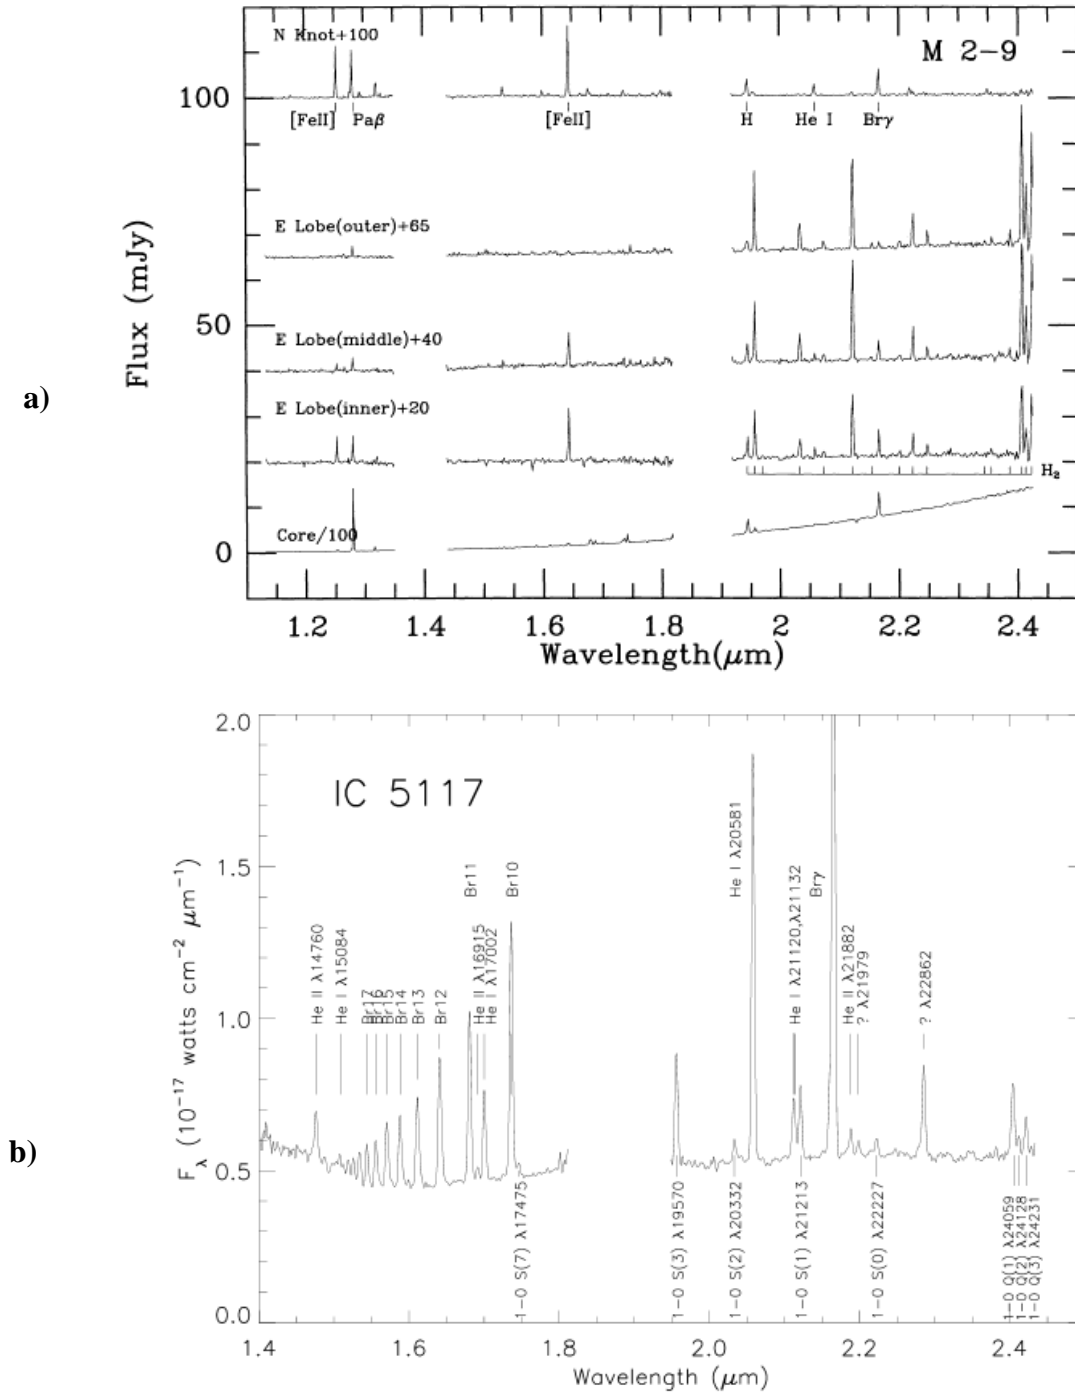 a)
N Knot+100
M 2-9
100
[FeII]
Paβ
[FeII]
H
He I
Brγ
E Lobe(outer)+65
50
E Lobe(middle)+40
E Lobe(inner)+20
H₂
Core/100
0
Flux (mJy)
1.2 1.4 1.6 1.8 2 2.2 2.4
Wavelength(μm)
b)
IC 5117
2.0
1.5
1.0
0.5
0.0
F_λ (10⁻¹⁷ watts cm⁻² μm⁻¹)
He II λ14760
He I λ15084
Br17
Br16
Br15
Br14
Br13
Br12
Br11
He II λ16915
He I λ17002
Br10
He I λ20581
He I λ21120,λ21132
Brγ
He II λ21882
? λ21979
? λ22862
1-0 S(7) λ17475
1-0 S(3) λ19570
1-0 S(2) λ20332
1-0 S(1) λ21213
1-0 S(0) λ22227
1-0 Q(1) λ24059
1-0 Q(2) λ24128
1-0 Q(3) λ24231
1.4 1.6 1.8 2.0 2.2 2.4
Wavelength (μm)